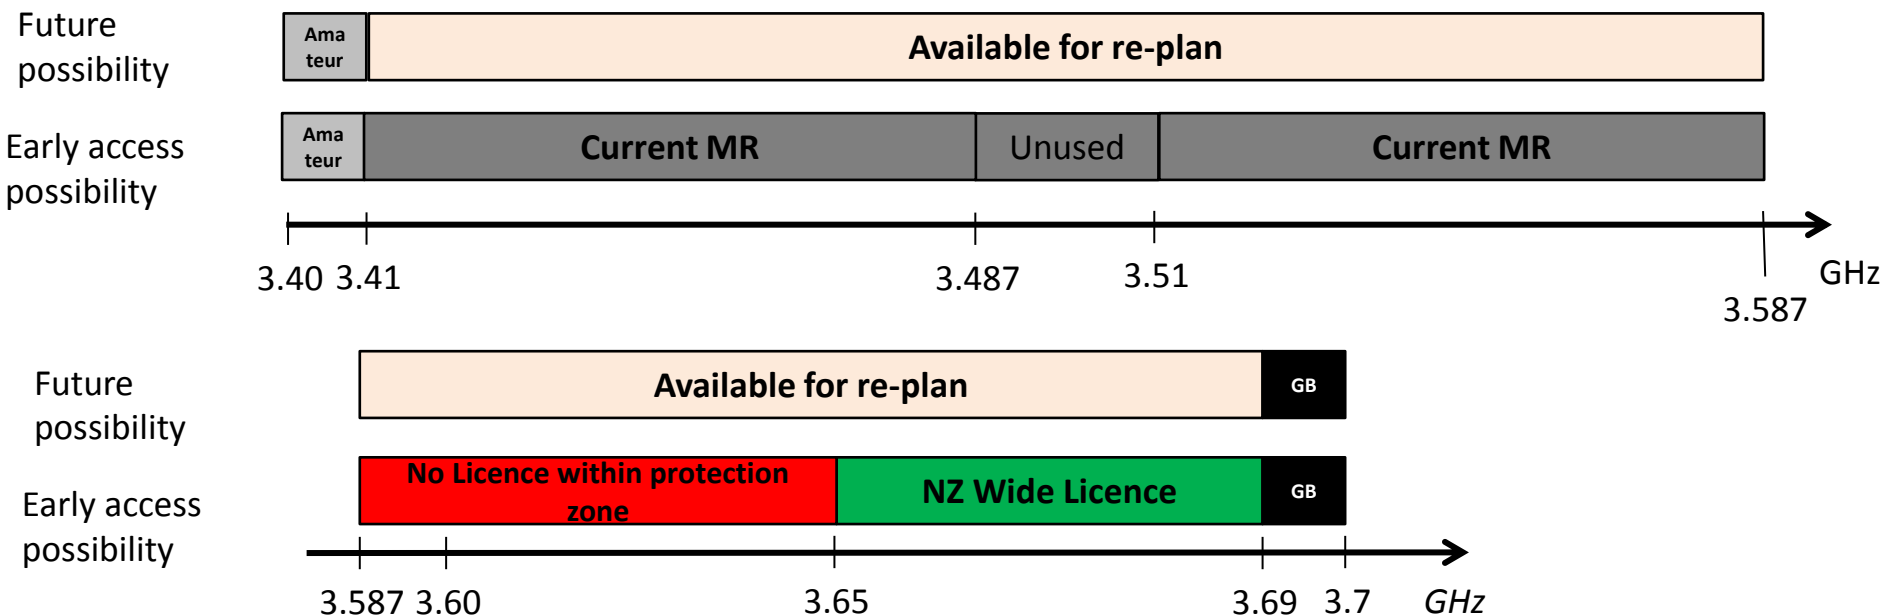 Future
possibility
Ama
teur
Available for re-plan
Early access
possibility
Ama
teur
Current MR
Unused
Current MR
3.40 3.41 3.487 3.51 3.587 GHz
Future
possibility
Available for re-plan
GB
Early access
possibility
No Licence within protection
zone
NZ Wide Licence
GB
3.587 3.60 3.65 3.69 3.7 GHz